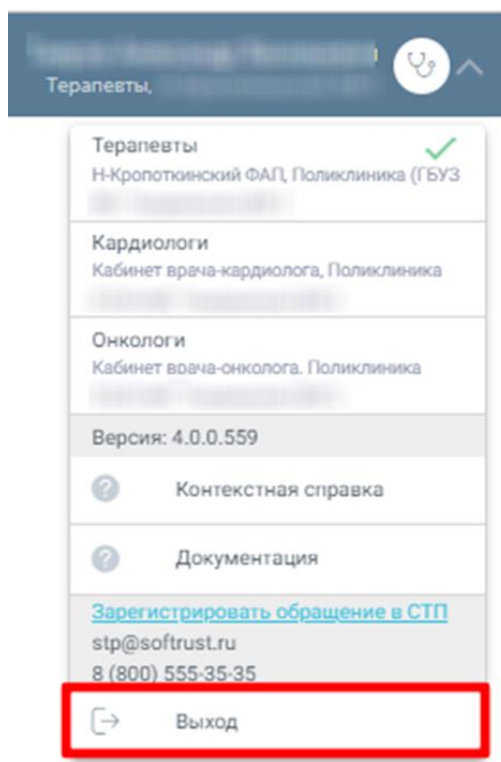 Терапевты,
Терапевты
Н-Кропоткинский ФАП, Поликлиника (ГБУЗ
Кардиологи
Кабинет врача-кардиолога, Поликлиника
Онкологи
Кабинет врача-онколога. Поликлиника
Версия: 4.0.0.559
Контекстная справка
Документация
Зарегистрировать обращение в СТП
stp@softrust.ru
8 (800) 555-35-35
Выход